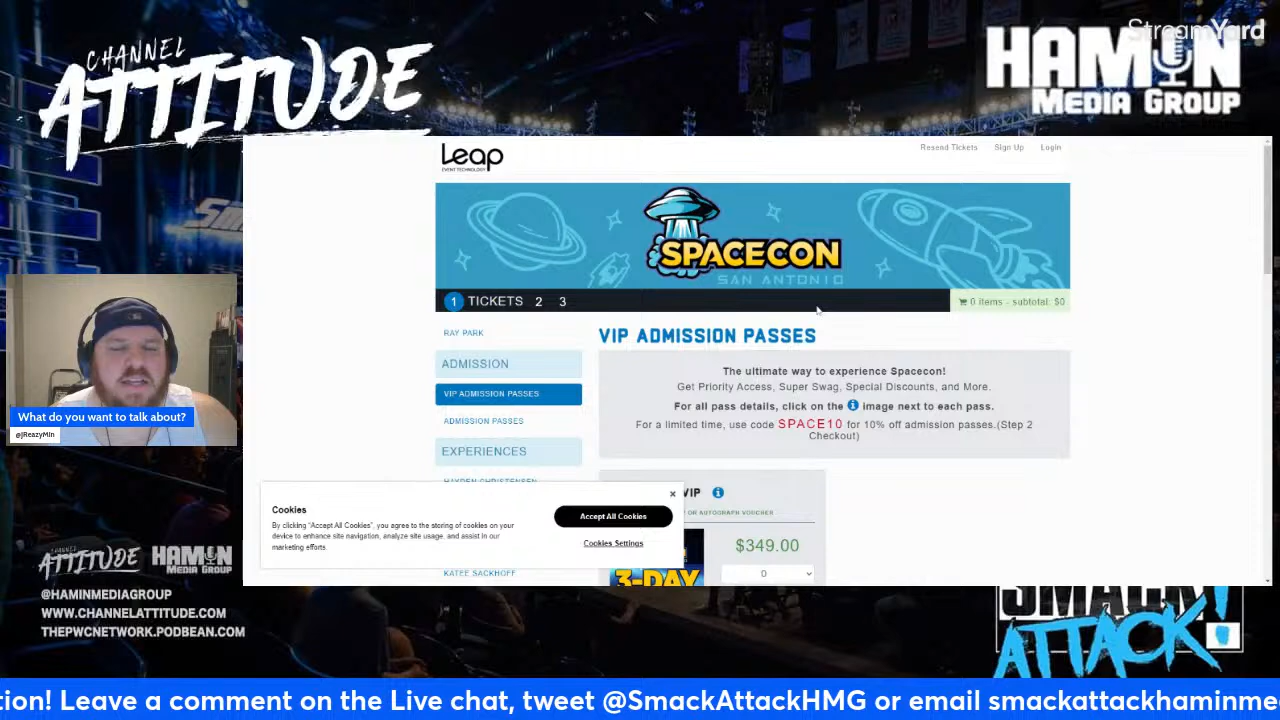 CHANNEL
ATTITUDE
StreamYard
HAMIN
MEDIA GROUP
Leap
EVENT TECHNOLOGY
Resend Tickets
Sign Up
Login
SPACECON
SAN ANTONIO
1 TICKETS 2 3
0 items - subtotal: $0
RAY PARK
ADMISSION
VIP ADMISSION PASSES
ADMISSION PASSES
EXPERIENCES
HAYDEN CHRISTENSEN
KATEE SACKHOFF
VIP ADMISSION PASSES
The ultimate way to experience Spacecon!
Get Priority Access, Super Swag, Special Discounts, and More.
For all pass details, click on the i image next to each pass.
For a limited time, use code SPACE10 for 10% off admission passes.(Step 2
Checkout)
VIP i
OR AUTOGRAPH VOUCHER
$349.00
0
3-DAY
Cookies
By clicking "Accept All Cookies", you agree to the storing of cookies on your
device to enhance site navigation, analyze site usage, and assist in our
marketing efforts
Accept All Cookies
Cookies Settings
What do you want to talk about?
@JReazyMin
CHANNEL
ATTITUDE
HAMIN
MEDIA GROUP
@HAMINMEDIAGROUP
WWW.CHANNELATTITUDE.COM
THEPWCNETWORK.PODBEAN.COM
SMACK
ATTACK!
tion! Leave a comment on the Live chat, tweet @SmackAttackHMG or email smackattackhaminme